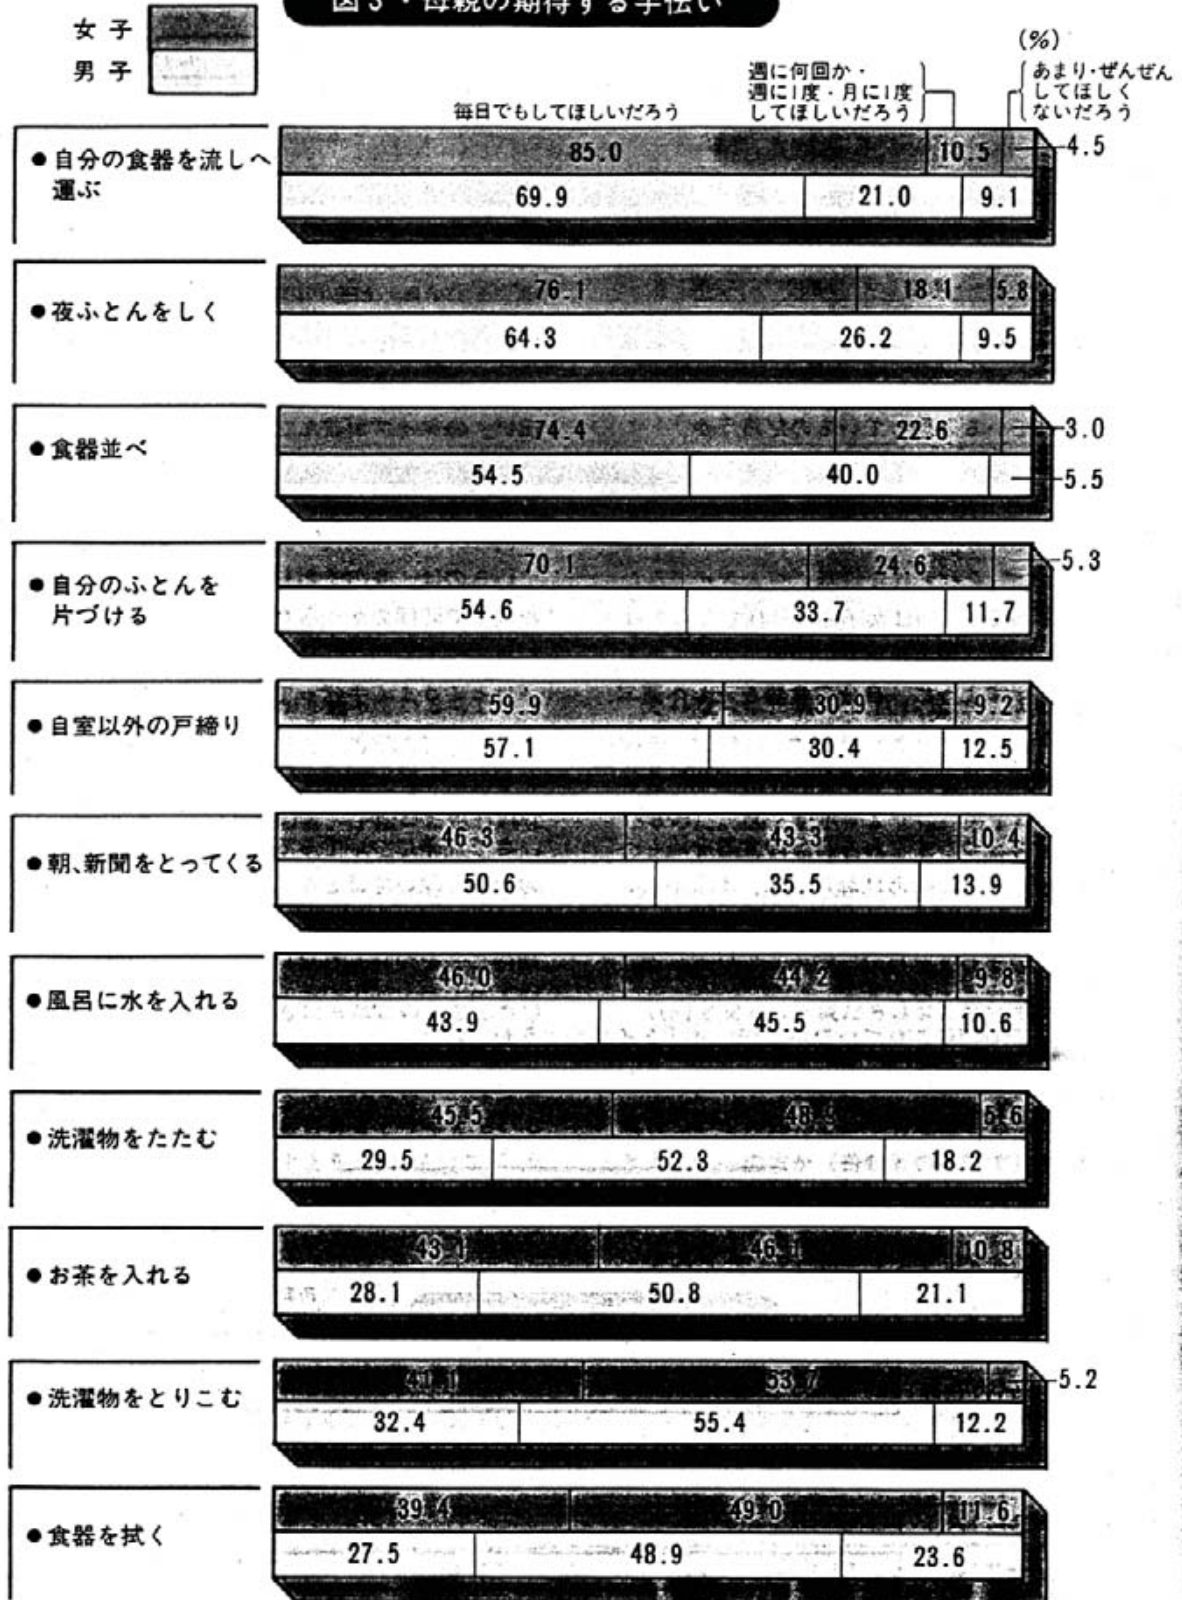 図3・母親の期待する手伝い
女子
男子
(%)
毎日でもしてほしいだろう
週に何回か・
週に1度・月に1度
してほしいだろう
あまり・ぜんぜん
してほしく
ないだろう
●自分の食器を流しへ
運ぶ
85.0 10.5 4.5
69.9 21.0 9.1
●夜ふとんをしく
76.1 18.1 5.8
64.3 26.2 9.5
●食器並べ
74.4 22.6 3.0
54.5 40.0 5.5
●自分のふとんを
片づける
70.1 24.6 5.3
54.6 33.7 11.7
●自室以外の戸締り
59.9 30.9 9.2
57.1 30.4 12.5
●朝、新聞をとってくる
46.3 43.3 10.4
50.6 35.5 13.9
●風呂に水を入れる
46.0 44.2 9.8
43.9 45.5 10.6
●洗濯物をたたむ
45.5 48.9 5.6
29.5 52.3 18.2
●お茶を入れる
43.1 46.1 10.8
28.1 50.8 21.1
●洗濯物をとりこむ
41.1 53.7 5.2
32.4 55.4 12.2
●食器を拭く
39.4 49.0 11.6
27.5 48.9 23.6